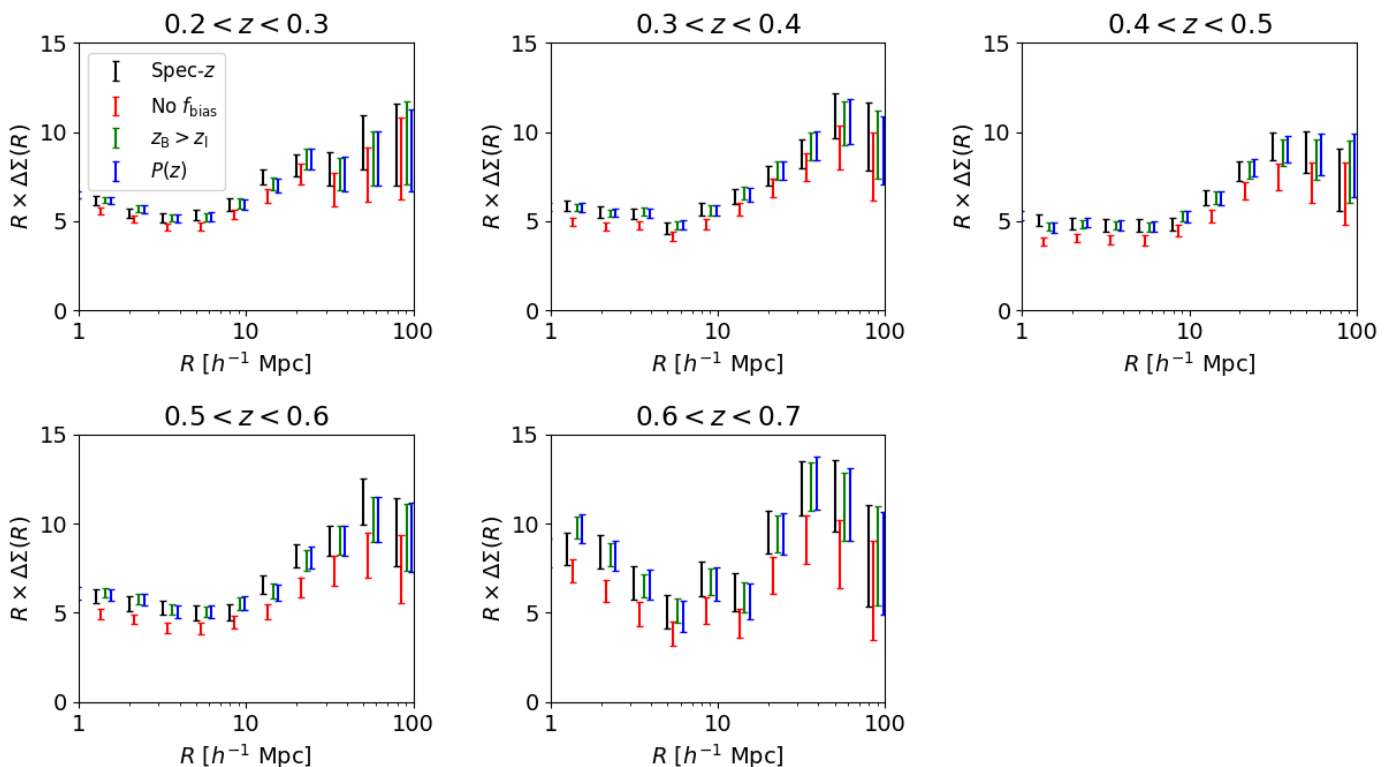 0.2 < z < 0.3
15
10
5
0
R × ΔΣ(R)
Spec-z
No f_bias
z_B > z_l
P(z)
1
10
100
R [h⁻¹ Mpc]
0.3 < z < 0.4
15
10
5
0
R × ΔΣ(R)
1
10
100
R [h⁻¹ Mpc]
0.4 < z < 0.5
15
10
5
0
R × ΔΣ(R)
1
10
100
R [h⁻¹ Mpc]
0.5 < z < 0.6
15
10
5
0
R × ΔΣ(R)
1
10
100
R [h⁻¹ Mpc]
0.6 < z < 0.7
15
10
5
0
R × ΔΣ(R)
1
10
100
R [h⁻¹ Mpc]